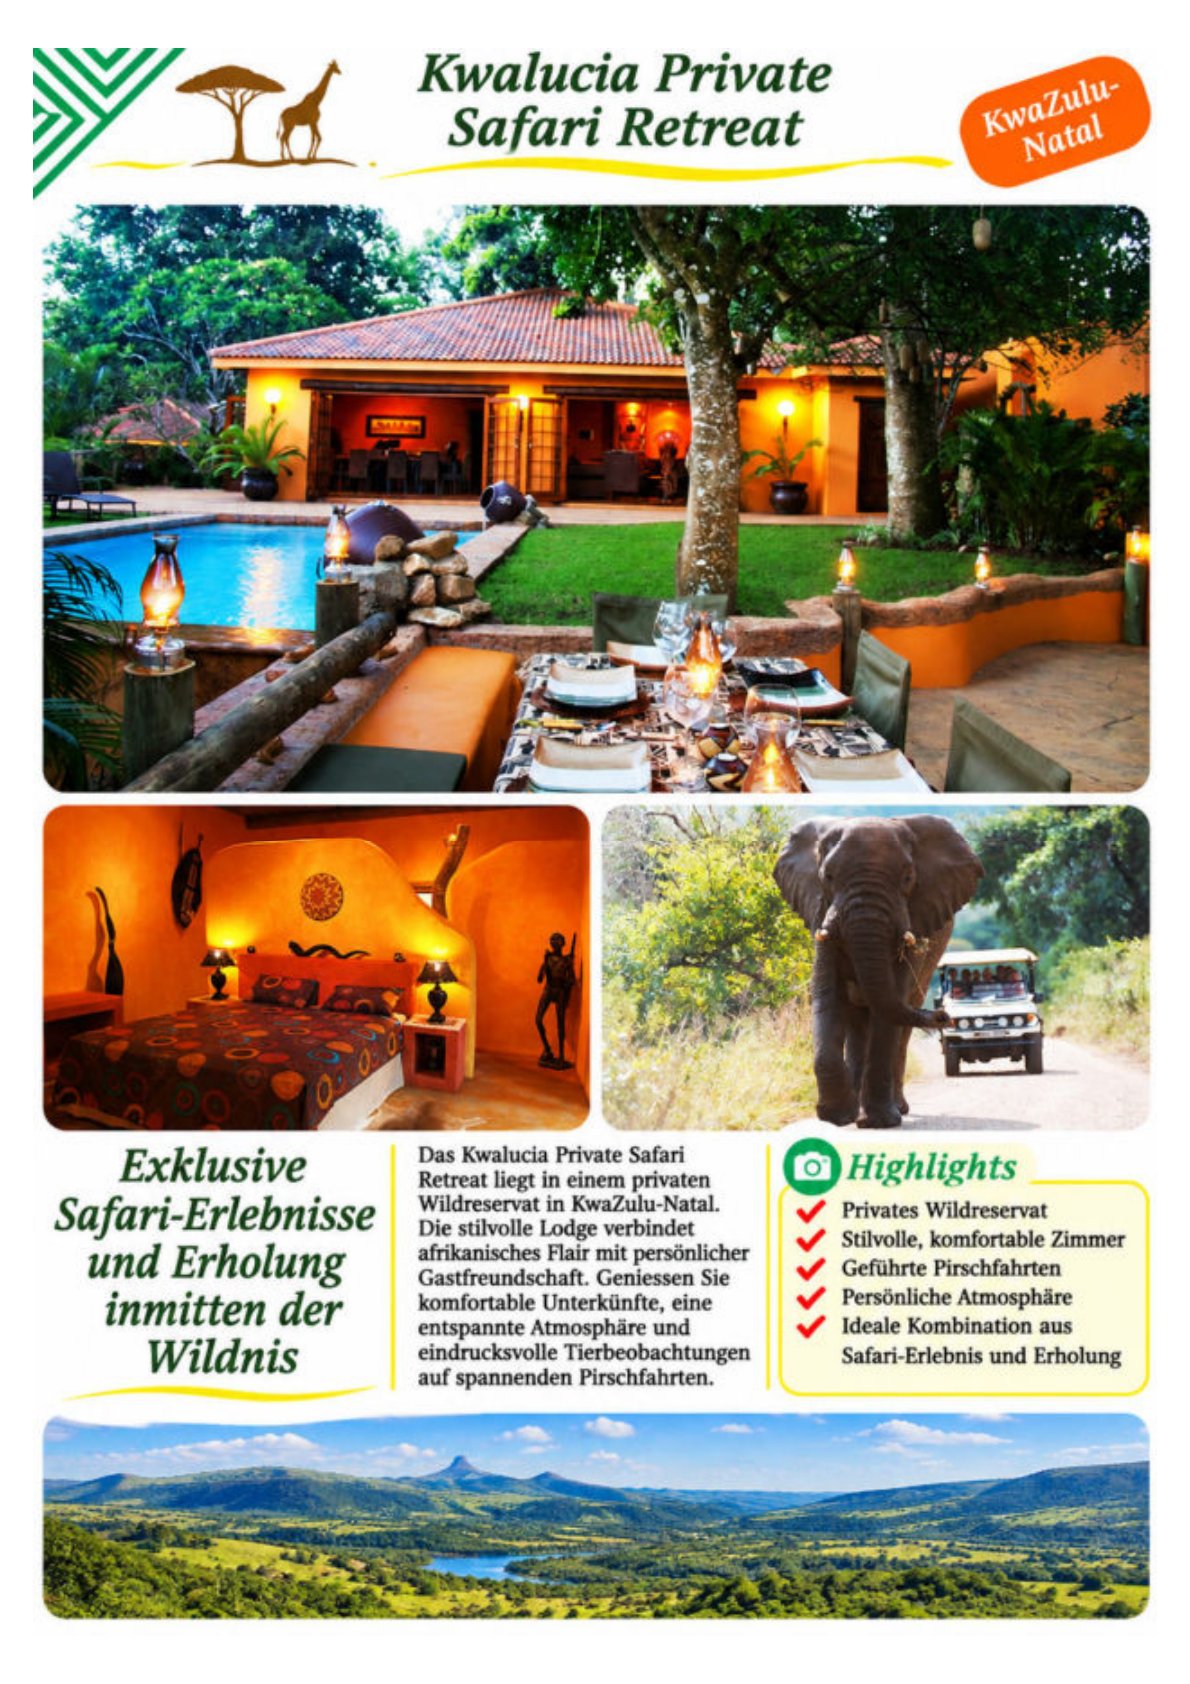 Kwalucia Private
Safari Retreat
KwaZulu-
Natal
Exklusive
Safari-Erlebnisse
und Erholung
inmitten der
Wildnis
Das Kwalucia Private Safari
Retreat liegt in einem privaten
Wildreservat in KwaZulu-Natal.
Die stilvolle Lodge verbindet
afrikanisches Flair mit persönlicher
Gastfreundschaft. Geniessen Sie
komfortable Unterkünfte, eine
entspannte Atmosphäre und
eindrucksvolle Tierbeobachtungen
auf spannenden Pirschfahrten.
Highlights
Privates Wildreservat
Stilvolle, komfortable Zimmer
Geführte Pirschfahrten
Persönliche Atmosphäre
Ideale Kombination aus
Safari-Erlebnis und Erholung